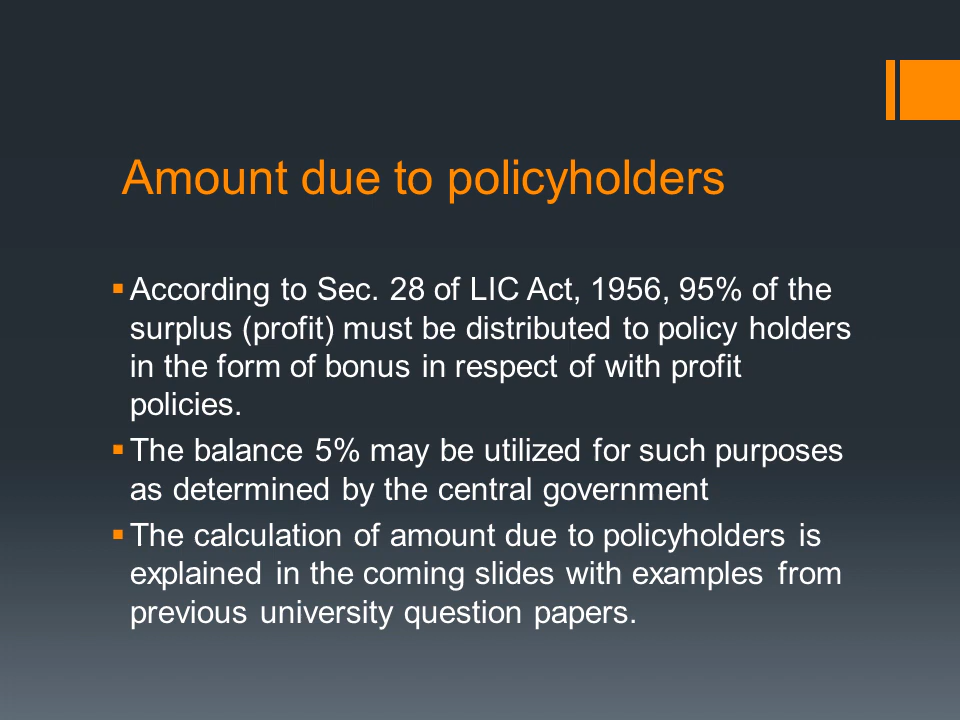 Amount due to policyholders
▪ According to Sec. 28 of LIC Act, 1956, 95% of the
surplus (profit) must be distributed to policy holders
in the form of bonus in respect of with profit
policies.
▪ The balance 5% may be utilized for such purposes
as determined by the central government
▪ The calculation of amount due to policyholders is
explained in the coming slides with examples from
previous university question papers.